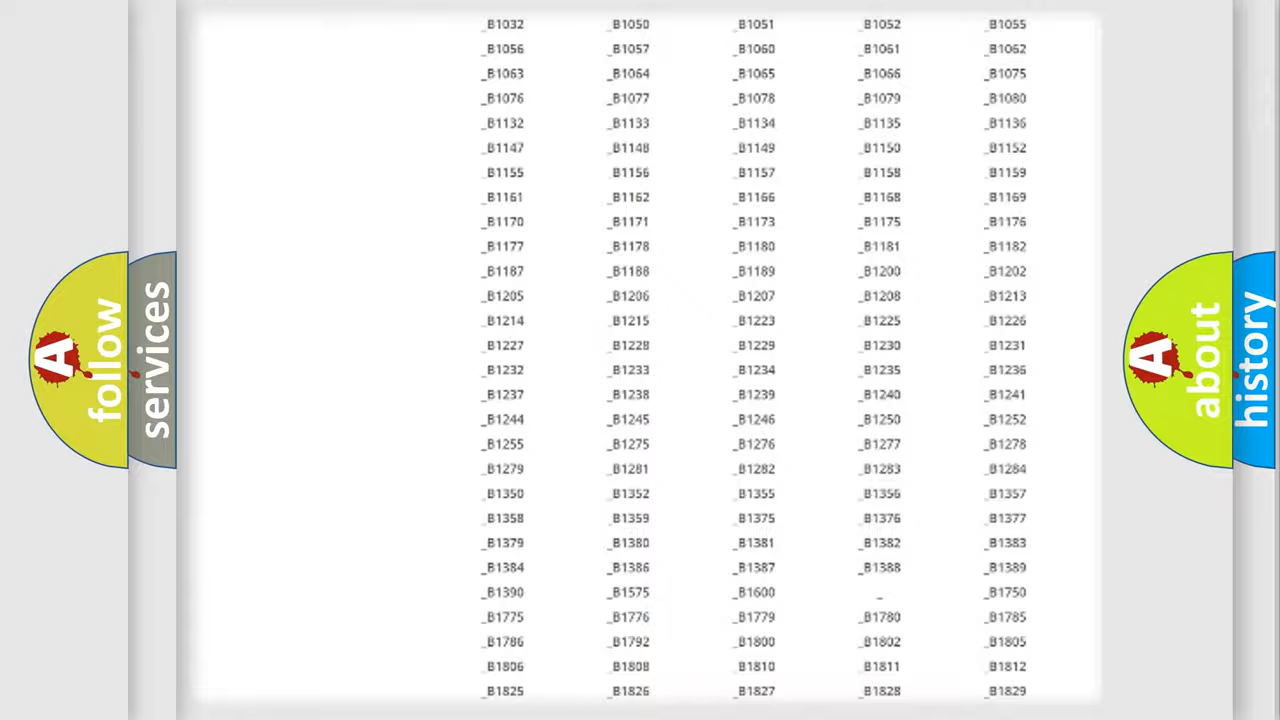 _B1032 _B1050 _B1051 _B1052 _B1055
_B1056 _B1057 _B1060 _B1061 _B1062
_B1063 _B1064 _B1065 _B1066 _B1075
_B1076 _B1077 _B1078 _B1079 _B1080
_B1132 _B1133 _B1134 _B1135 _B1136
_B1147 _B1148 _B1149 _B1150 _B1152
_B1155 _B1156 _B1157 _B1158 _B1159
_B1161 _B1162 _B1166 _B1168 _B1169
_B1170 _B1171 _B1173 _B1175 _B1176
_B1177 _B1178 _B1180 _B1181 _B1182
_B1187 _B1188 _B1189 _B1200 _B1202
_B1205 _B1206 _B1207 _B1208 _B1213
_B1214 _B1215 _B1223 _B1225 _B1226
_B1227 _B1228 _B1229 _B1230 _B1231
_B1232 _B1233 _B1234 _B1235 _B1236
_B1237 _B1238 _B1239 _B1240 _B1241
_B1244 _B1245 _B1246 _B1250 _B1252
_B1255 _B1275 _B1276 _B1277 _B1278
_B1279 _B1281 _B1282 _B1283 _B1284
_B1350 _B1352 _B1355 _B1356 _B1357
_B1358 _B1359 _B1375 _B1376 _B1377
_B1379 _B1380 _B1381 _B1382 _B1383
_B1384 _B1386 _B1387 _B1388 _B1389
_B1390 _B1575 _B1600 _ _B1750
_B1775 _B1776 _B1779 _B1780 _B1785
_B1786 _B1792 _B1800 _B1802 _B1805
_B1806 _B1808 _B1810 _B1811 _B1812
_B1825 _B1826 _B1827 _B1828 _B1829
A
follow
services
A
about
history